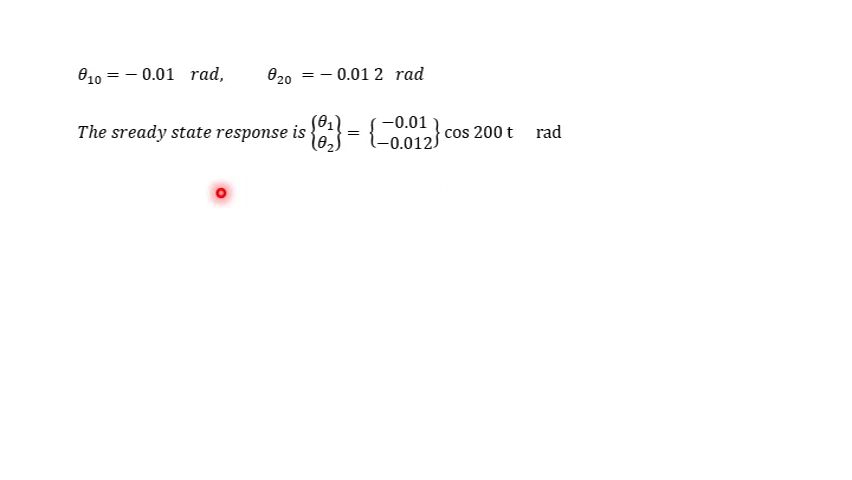 θ₁₀ = − 0.01 rad, θ₂₀ = − 0.01 2 rad
The sready state response is {θ₁ θ₂} = {−0.01 −0.012} cos 200 t rad